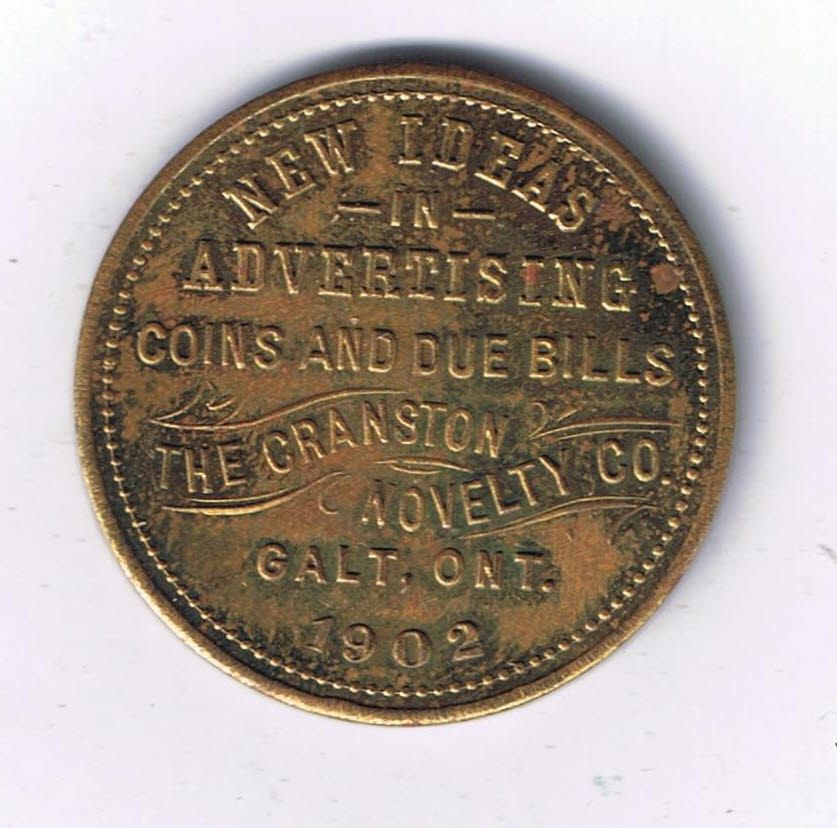 NEW IDEAS
— IN —
ADVERTISING
COINS AND DUE BILLS
THE CRANSTON
NOVELTY CO.
GALT, ONT.
1902